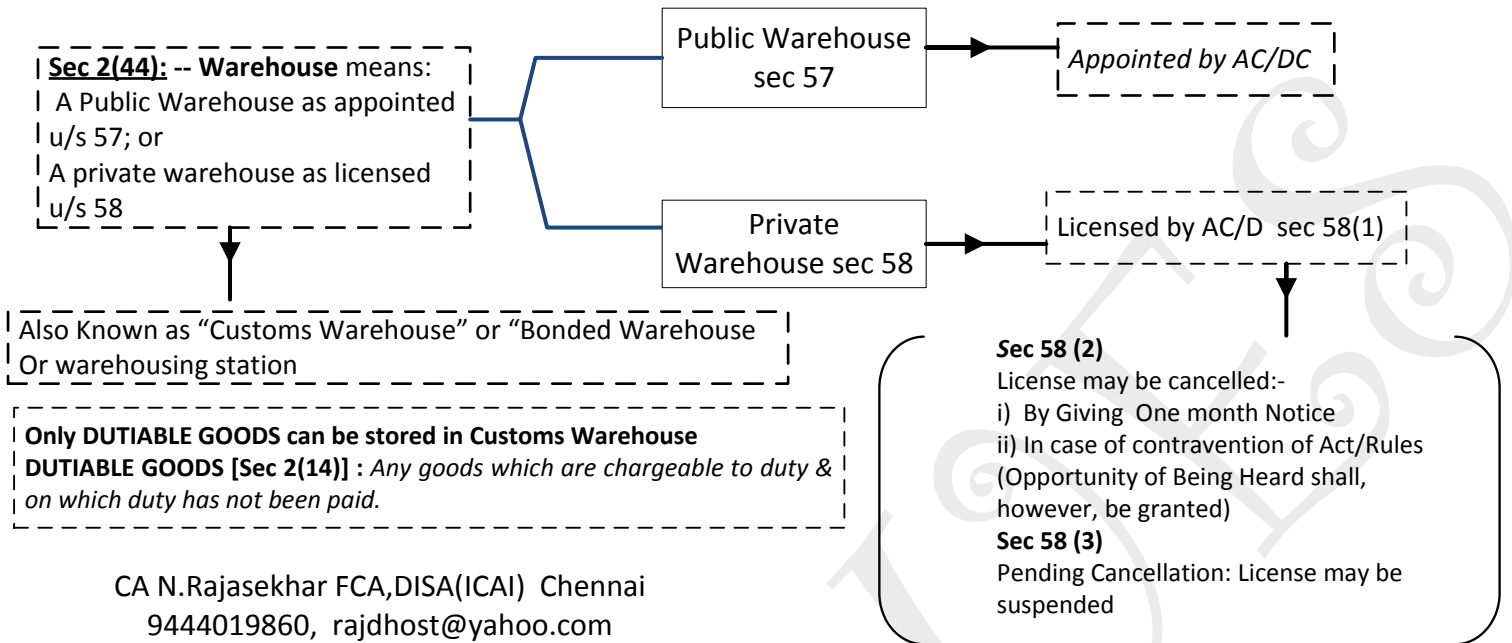 Sec 2(44): -- Warehouse means:
A Public Warehouse as appointed
u/s 57; or
A private warehouse as licensed
u/s 58
Public Warehouse
sec 57
Appointed by AC/DC
Private
Warehouse sec 58
Licensed by AC/D sec 58(1)
Also Known as “Customs Warehouse” or “Bonded Warehouse
Or warehousing station
Only DUTIABLE GOODS can be stored in Customs Warehouse
DUTIABLE GOODS [Sec 2(14)] : Any goods which are chargeable to duty &
on which duty has not been paid.
Sec 58 (2)
License may be cancelled:-
i) By Giving One month Notice
ii) In case of contravention of Act/Rules
(Opportunity of Being Heard shall,
however, be granted)
Sec 58 (3)
Pending Cancellation: License may be
suspended
CA N.Rajasekhar FCA,DISA(ICAI) Chennai
9444019860, rajdhost@yahoo.com